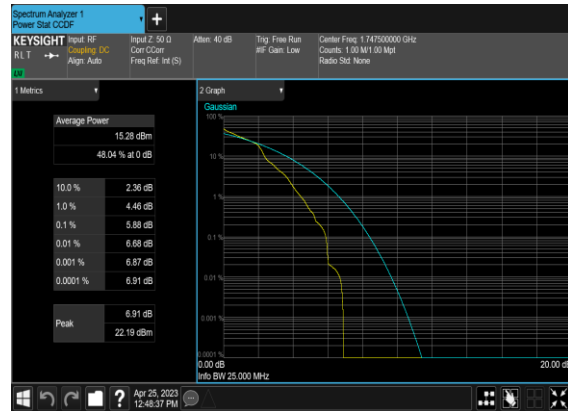 Spectrum Analyzer 1
Power Stat CCDF
KEYSIGHT
RLT
LV
Input: RF
Coupling: DC
Align: Auto
Input Z: 50 Ω
Corr CCorr
Freq Ref: Int (S)
Atten: 40 dB
Trig: Free Run
#IF Gain: Low
Center Freq: 1.747500000 GHz
Counts: 1.00 M/1.00 Mpt
Radio Std: None
1 Metrics
Average Power
15.28 dBm
48.04 % at 0 dB
10.0 % 2.36 dB
1.0 % 4.46 dB
0.1 % 5.88 dB
0.01 % 6.68 dB
0.001 % 6.87 dB
0.0001 % 6.91 dB
Peak
6.91 dB
22.19 dBm
2 Graph
Gaussian
100 %
10 %
1 %
0.1 %
0.01 %
0.001 %
0.0001 %
0.00 dB
20.00 dB
Info BW 25.000 MHz
?
Apr 25, 2023
12:48:37 PM